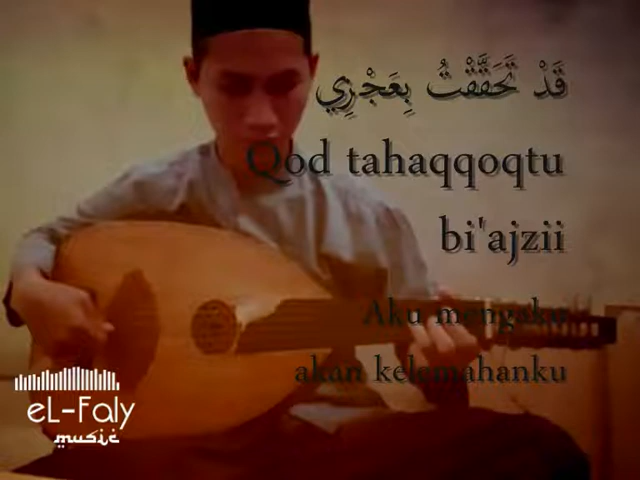 قَدْ تَحَقَّقْتُ بِعَجْزِي
Qod tahaqqoqtu
bi'ajzii
Aku mengaku
akan kelemahanku
eL-Faly
music